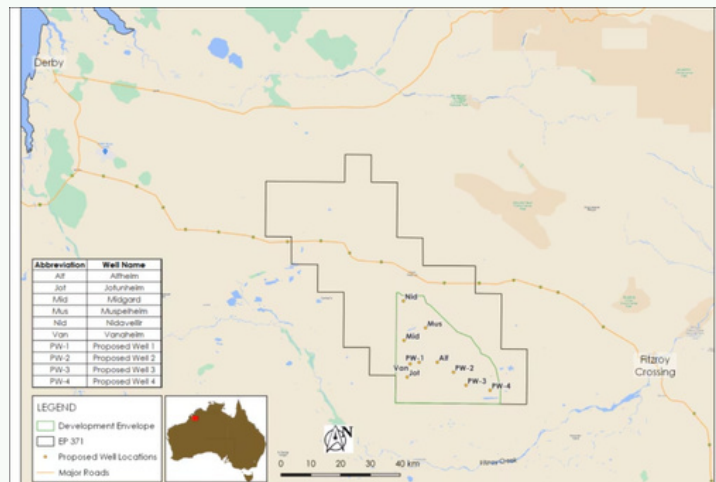 Derby
Nid
Mus
Mid
PW-1
Alf
Van
Jot
PW-2
PW-3
PW-4
Fitzroy
Crossing
Abbreviation Well Name
Alf Alfheim
Jot Jotunheim
Mid Midgard
Mus Muspelheim
Nid Nidavellir
Van Vanaheim
PW-1 Proposed Well 1
PW-2 Proposed Well 2
PW-3 Proposed Well 3
PW-4 Proposed Well 4
LEGEND
Development Envelope
EP 371
Proposed Well Locations
Major Roads
N
0 10 20 30 40 km